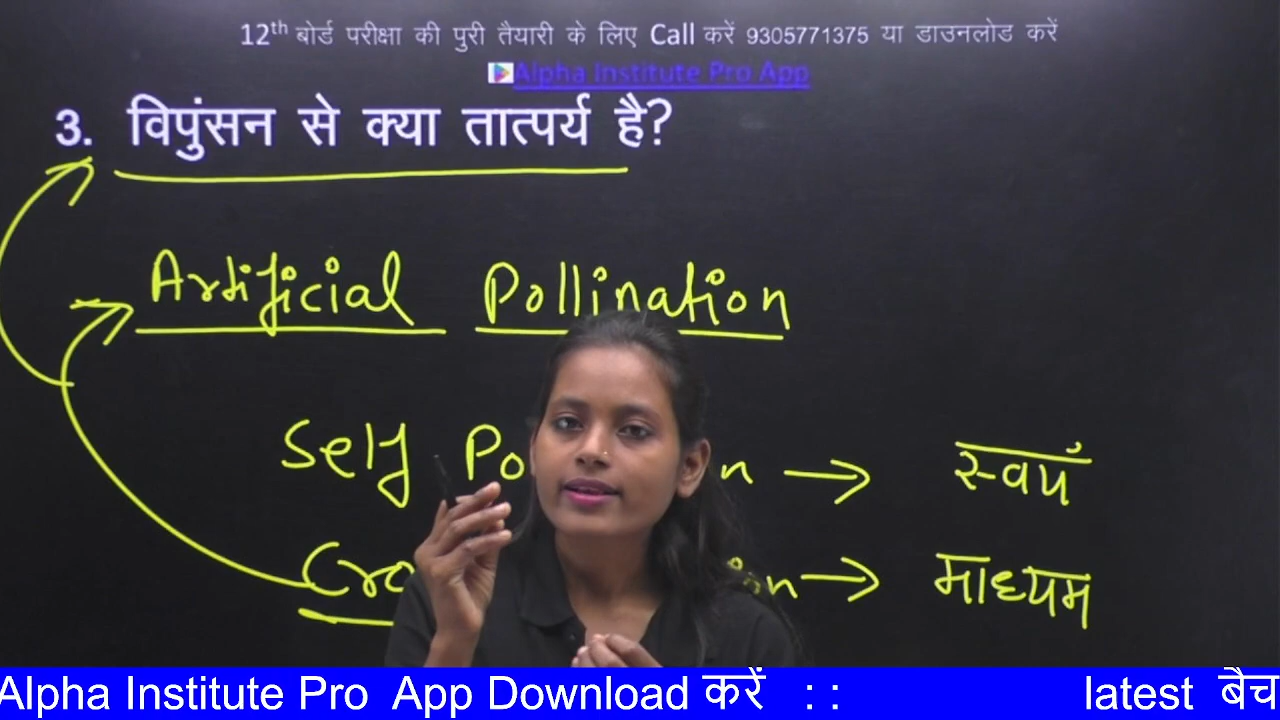 12th बोर्ड परीक्षा की पुरी तैयारी के लिए Call करें 9305771375 या डाउनलोड करें
Alpha Institute Pro App
3. विपुंसन से क्या तात्पर्य है?
Artificial Pollination
Self → स्वयं
→ माध्यम
Alpha Institute Pro App Download करें : : latest बैच